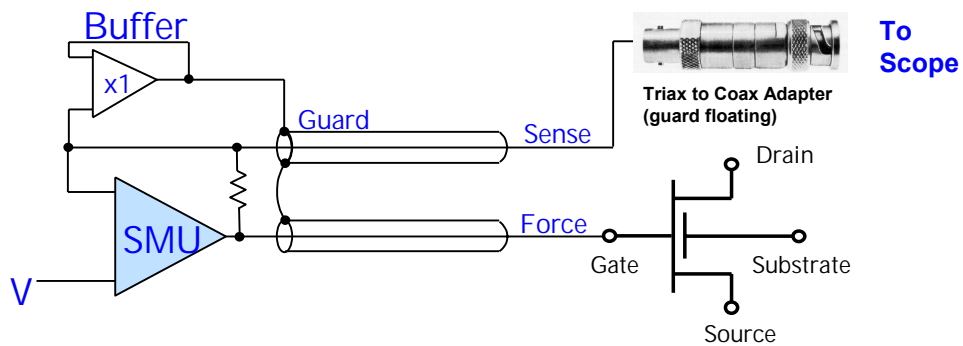 Buffer
x1
Guard
Sense
To
Scope
Triax to Coax Adapter
(guard floating)
Drain
SMU
Force
Gate
Substrate
V
Source